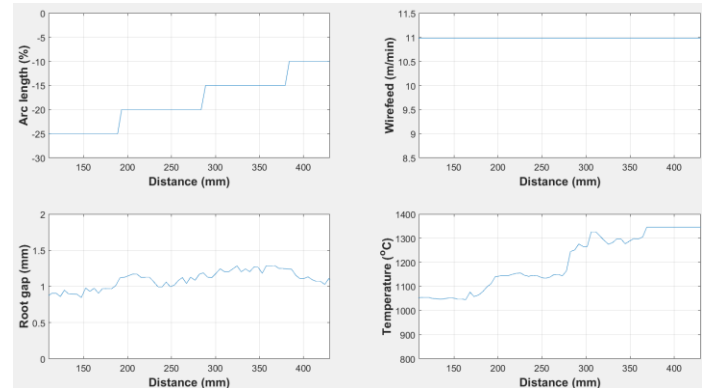 0
-5
-10
-15
-20
-25
-30
Arc length (%)
150 200 250 300 350 400
Distance (mm)
11.5
11
10.5
10
9.5
9
8.5
Wirefeed (m/min)
150 200 250 300 350 400
Distance (mm)
2
1.5
1
0.5
0
Root gap (mm)
150 200 250 300 350 400
Distance (mm)
1400
1300
1200
1100
1000
900
800
Temperature (°C)
150 200 250 300 350 400
Distance (mm)